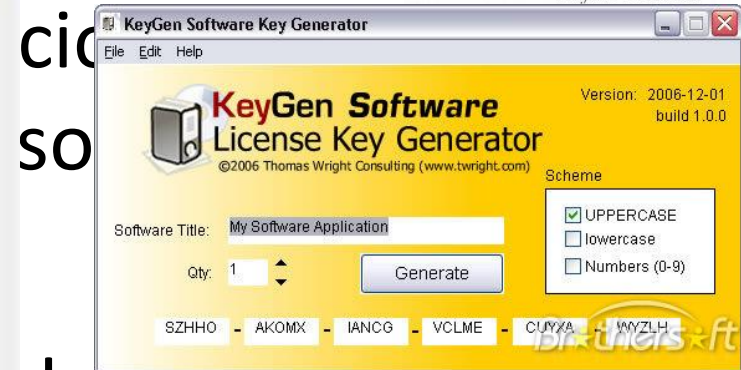 cio
KeyGen Software Key Generator
File Edit Help
so
KeyGen Software
License Key Generator
©2006 Thomas Wright Consulting (www.twright.com)
Version: 2006-12-01
build 1.0.0
Scheme
UPPERCASE
lowercase
Numbers (0-9)
Software Title: My Software Application
Qty: 1
Generate
SZHHO - AKOMX - IANCG - VCLME - CUYXA - WYZLH
Brothersoft